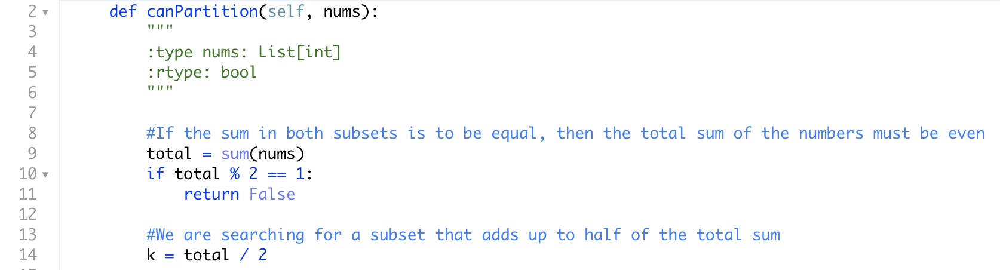 2 def canPartition(self, nums):
3 """
4 :type nums: List[int]
5 :rtype: bool
6 """
7
8 #If the sum in both subsets is to be equal, then the total sum of the numbers must be even
9 total = sum(nums)
10 if total % 2 == 1:
11 return False
12
13 #We are searching for a subset that adds up to half of the total sum
14 k = total / 2